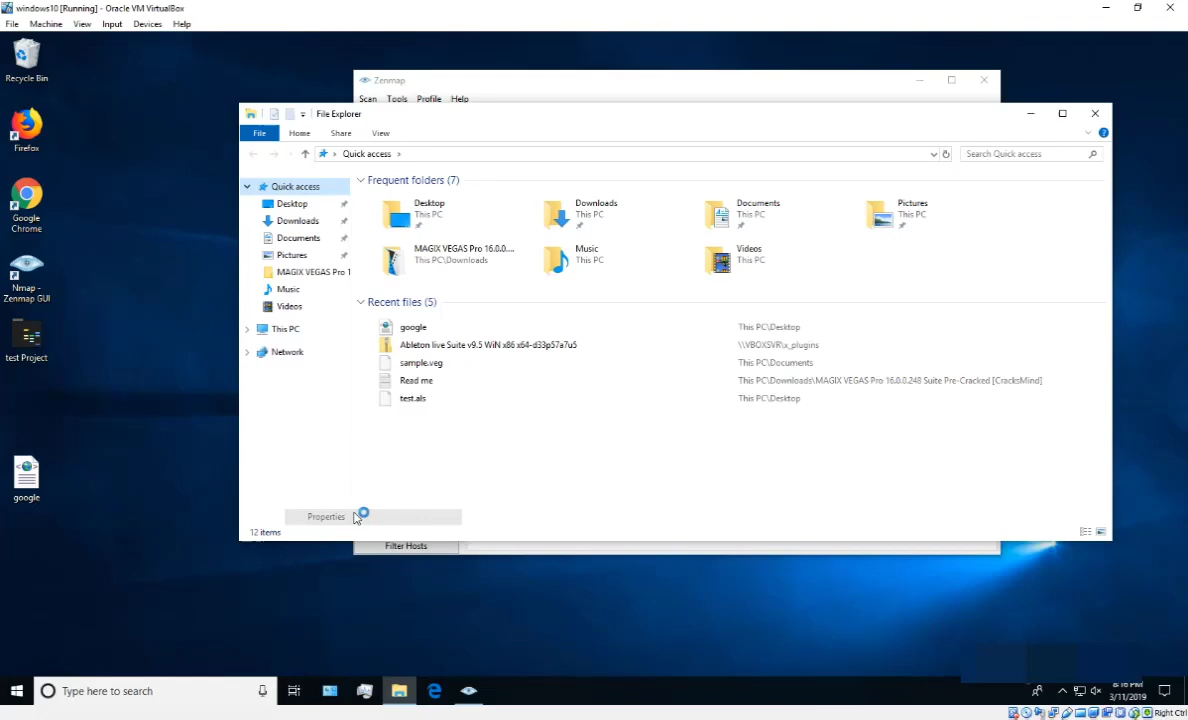 windows10 [Running] - Oracle VM VirtualBox
File Machine View Input Devices Help
Recycle Bin
Firefox
Google
Chrome
Nmap -
Zenmap GUI
test Project
google
Zenmap
Scan Tools Profile Help
File Explorer
File Home Share View
Quick access
Search Quick access
Quick access
Desktop
Downloads
Documents
Pictures
MAGIX VEGAS Pro 1
Music
Videos
This PC
Network
Frequent folders (7)
Desktop
This PC
Downloads
This PC
Documents
This PC
Pictures
This PC
MAGIX VEGAS Pro 16.0.0....
This PC\Downloads
Music
This PC
Videos
This PC
Recent files (5)
google This PC\Desktop
Ableton live Suite v9.5 WiN x86 x64-d33p57a7u5 \\VBOXSVR\x_plugins
sample.veg This PC\Documents
Read me This PC\Downloads\MAGIX VEGAS Pro 16.0.0.248 Suite Pre-Cracked [CracksMind]
test.als This PC\Desktop
Properties
12 items
Filter Hosts
Type here to search
8:16 PM
3/11/2019
Right Ctrl